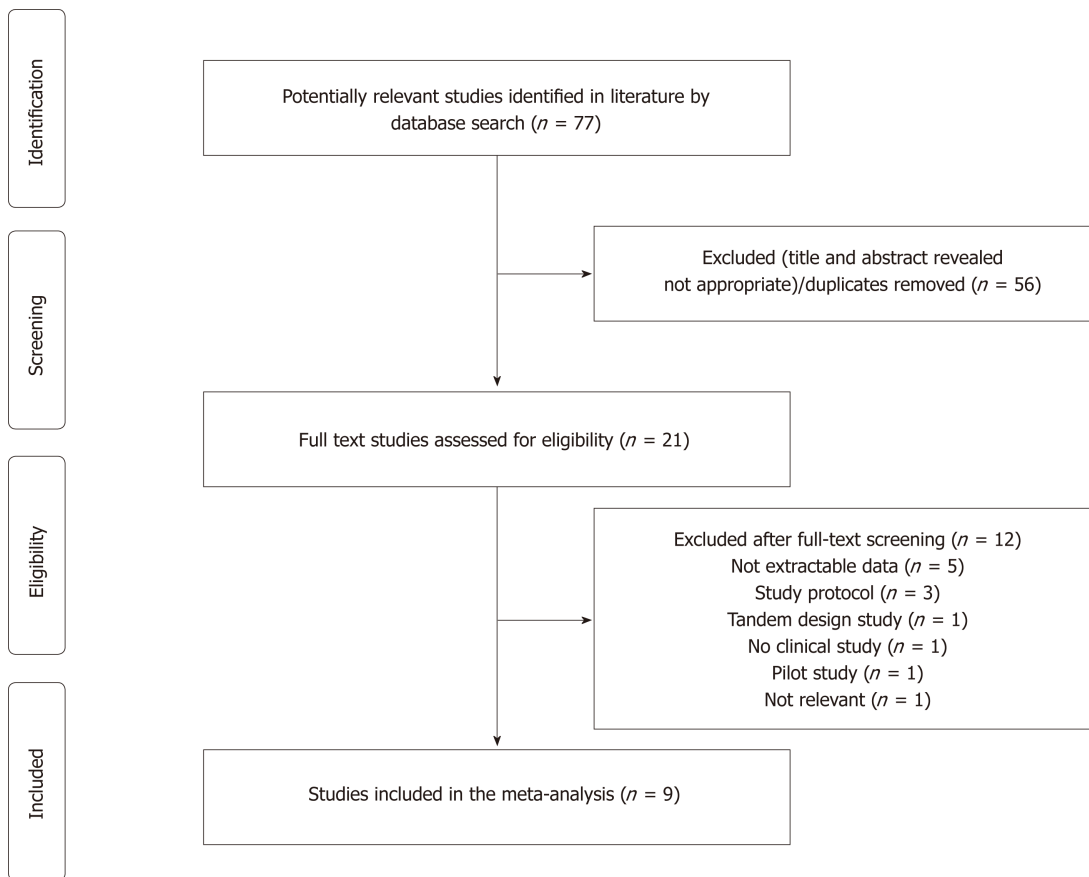 Identification
Potentially relevant studies identified in literature by
database search (n = 77)
Screening
Excluded (title and abstract revealed
not appropriate)/duplicates removed (n = 56)
Full text studies assessed for eligibility (n = 21)
Eligibility
Excluded after full-text screening (n = 12)
Not extractable data (n = 5)
Study protocol (n = 3)
Tandem design study (n = 1)
No clinical study (n = 1)
Pilot study (n = 1)
Not relevant (n = 1)
Included
Studies included in the meta-analysis (n = 9)